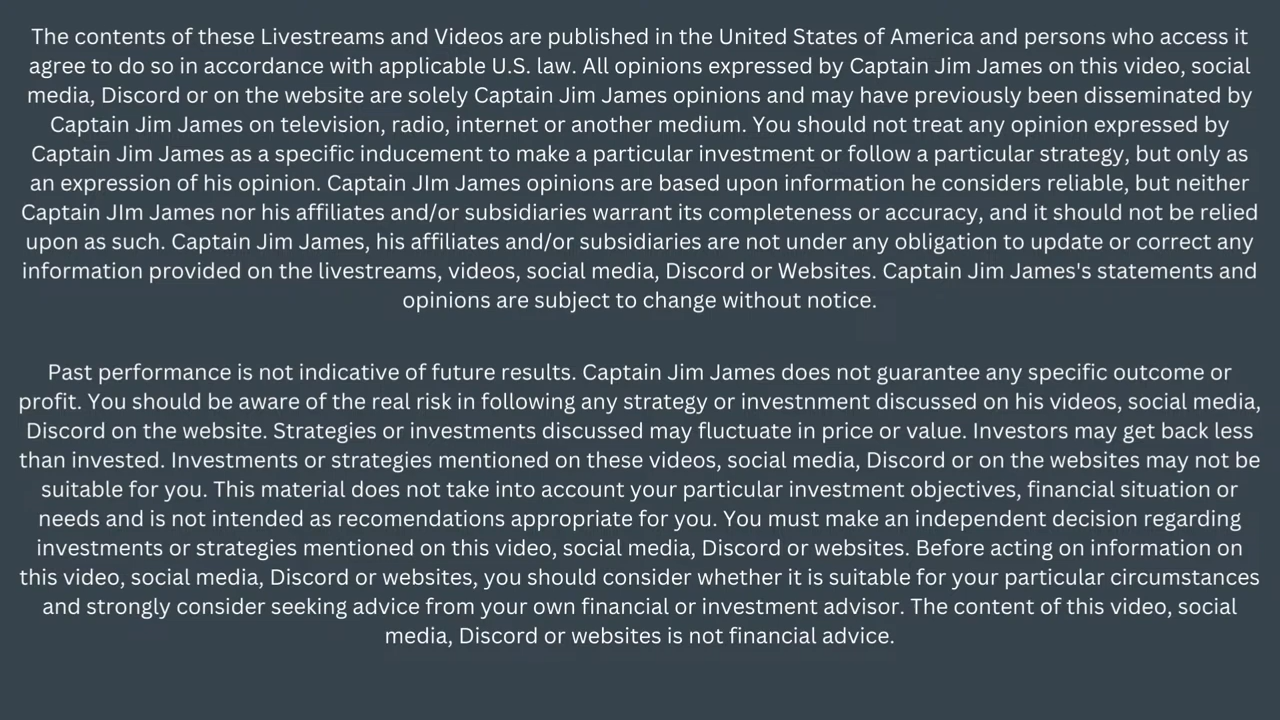 The contents of these Livestreams and Videos are published in the United States of America and persons who access it
agree to do so in accordance with applicable U.S. law. All opinions expressed by Captain Jim James on this video, social
media, Discord or on the website are solely Captain Jim James opinions and may have previously been disseminated by
Captain Jim James on television, radio, internet or another medium. You should not treat any opinion expressed by
Captain Jim James as a specific inducement to make a particular investment or follow a particular strategy, but only as
an expression of his opinion. Captain JIm James opinions are based upon information he considers reliable, but neither
Captain JIm James nor his affiliates and/or subsidiaries warrant its completeness or accuracy, and it should not be relied
upon as such. Captain Jim James, his affiliates and/or subsidiaries are not under any obligation to update or correct any
information provided on the livestreams, videos, social media, Discord or Websites. Captain Jim James's statements and
opinions are subject to change without notice.
Past performance is not indicative of future results. Captain Jim James does not guarantee any specific outcome or
profit. You should be aware of the real risk in following any strategy or investnment discussed on his videos, social media,
Discord on the website. Strategies or investments discussed may fluctuate in price or value. Investors may get back less
than invested. Investments or strategies mentioned on these videos, social media, Discord or on the websites may not be
suitable for you. This material does not take into account your particular investment objectives, financial situation or
needs and is not intended as recomendations appropriate for you. You must make an independent decision regarding
investments or strategies mentioned on this video, social media, Discord or websites. Before acting on information on
this video, social media, Discord or websites, you should consider whether it is suitable for your particular circumstances
and strongly consider seeking advice from your own financial or investment advisor. The content of this video, social
media, Discord or websites is not financial advice.